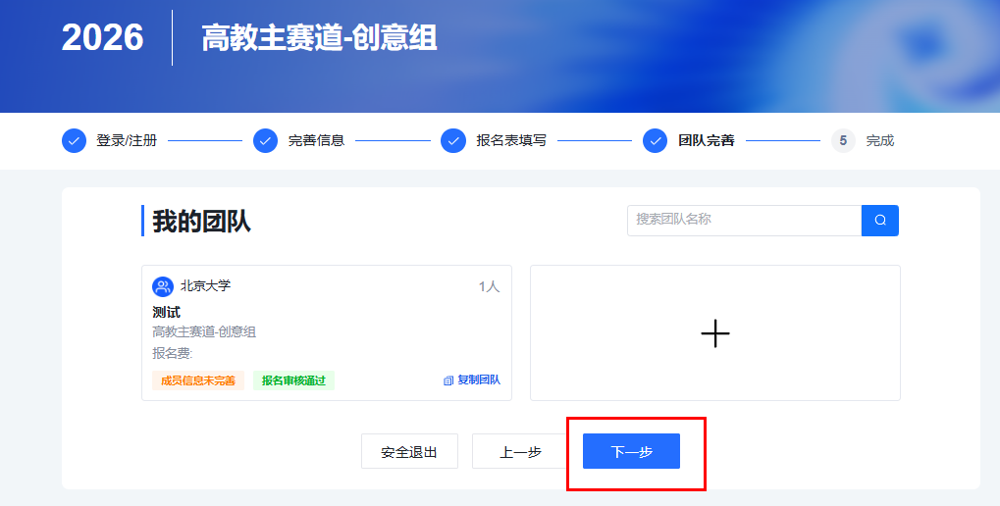 2026 高教主赛道-创意组
登录/注册 完善信息 报名表填写 团队完善 5 完成
我的团队 搜索团队名称
北京大学 1人
测试
高教主赛道-创意组
报名费:
成员信息未完善 报名审核通过 复制团队
安全退出 上一步 下一步